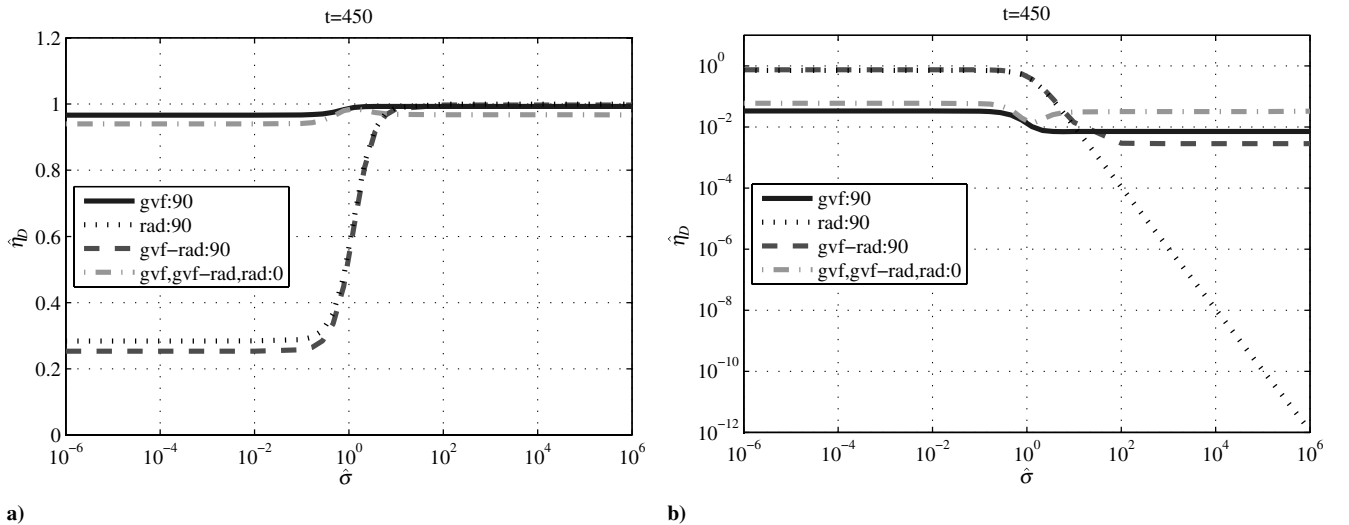 t=450
1.2
1
0.8
0.6
0.4
0.2
0
η̂_D
gvf:90
rad:90
gvf−rad:90
gvf,gvf−rad,rad:0
10^−6 10^−4 10^−2 10^0 10^2 10^4 10^6
σ̂
a)
t=450
10^0
10^−2
10^−4
10^−6
10^−8
10^−10
10^−12
η̂_D
gvf:90
rad:90
gvf−rad:90
gvf,gvf−rad,rad:0
10^−6 10^−4 10^−2 10^0 10^2 10^4 10^6
σ̂
b)